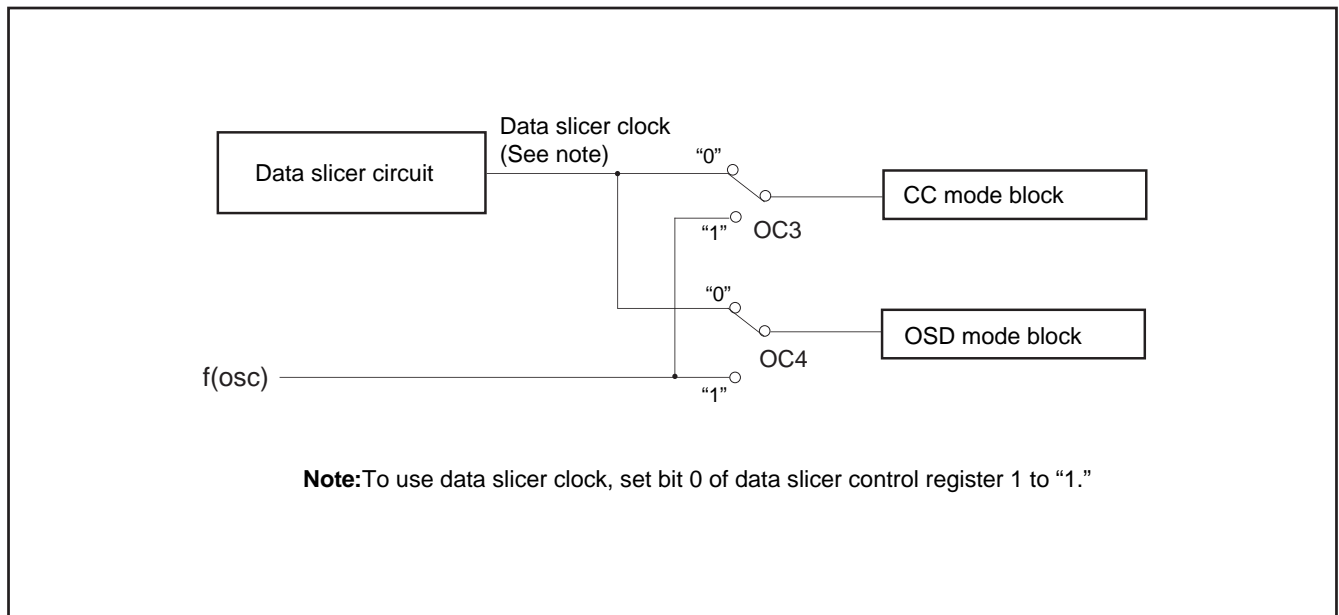 Data slicer clock
(See note)
Data slicer circuit
“0”
CC mode block
“1”
OC3
“0”
OSD mode block
OC4
f(osc)
“1”
Note:To use data slicer clock, set bit 0 of data slicer control register 1 to “1.”